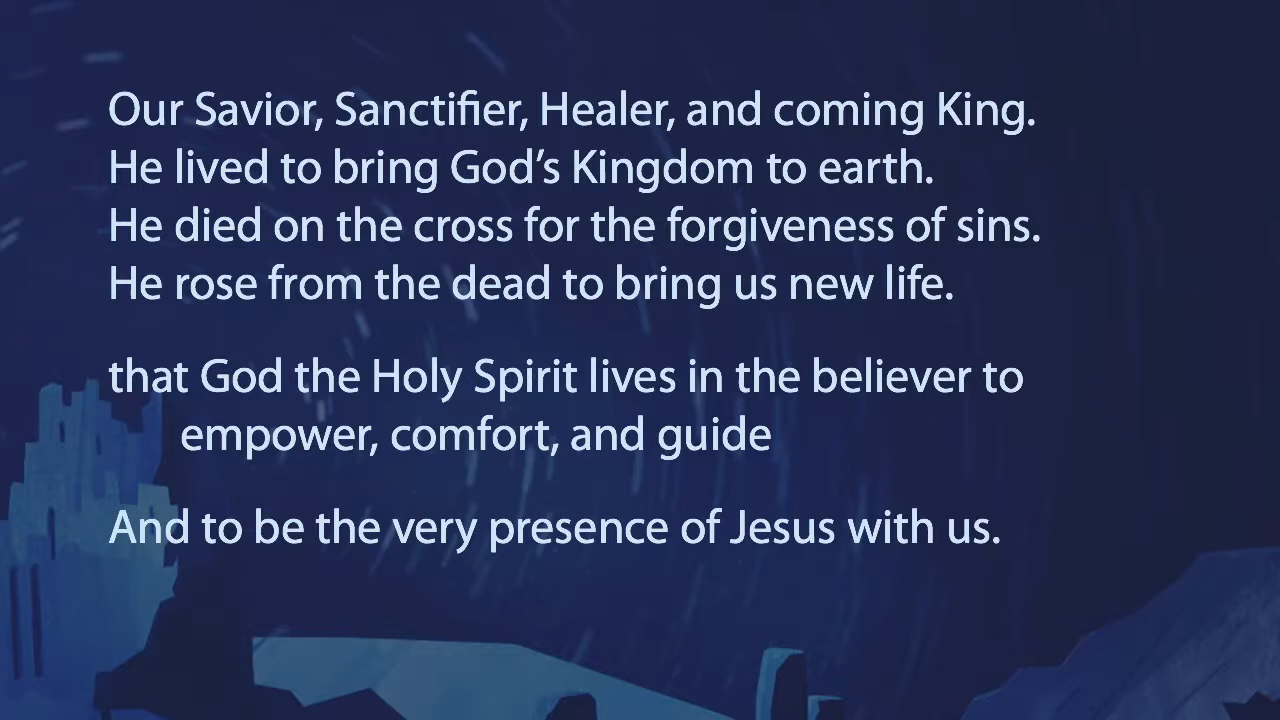 Our Savior, Sanctifier, Healer, and coming King.
He lived to bring God’s Kingdom to earth.
He died on the cross for the forgiveness of sins.
He rose from the dead to bring us new life.
that God the Holy Spirit lives in the believer to
empower, comfort, and guide
And to be the very presence of Jesus with us.